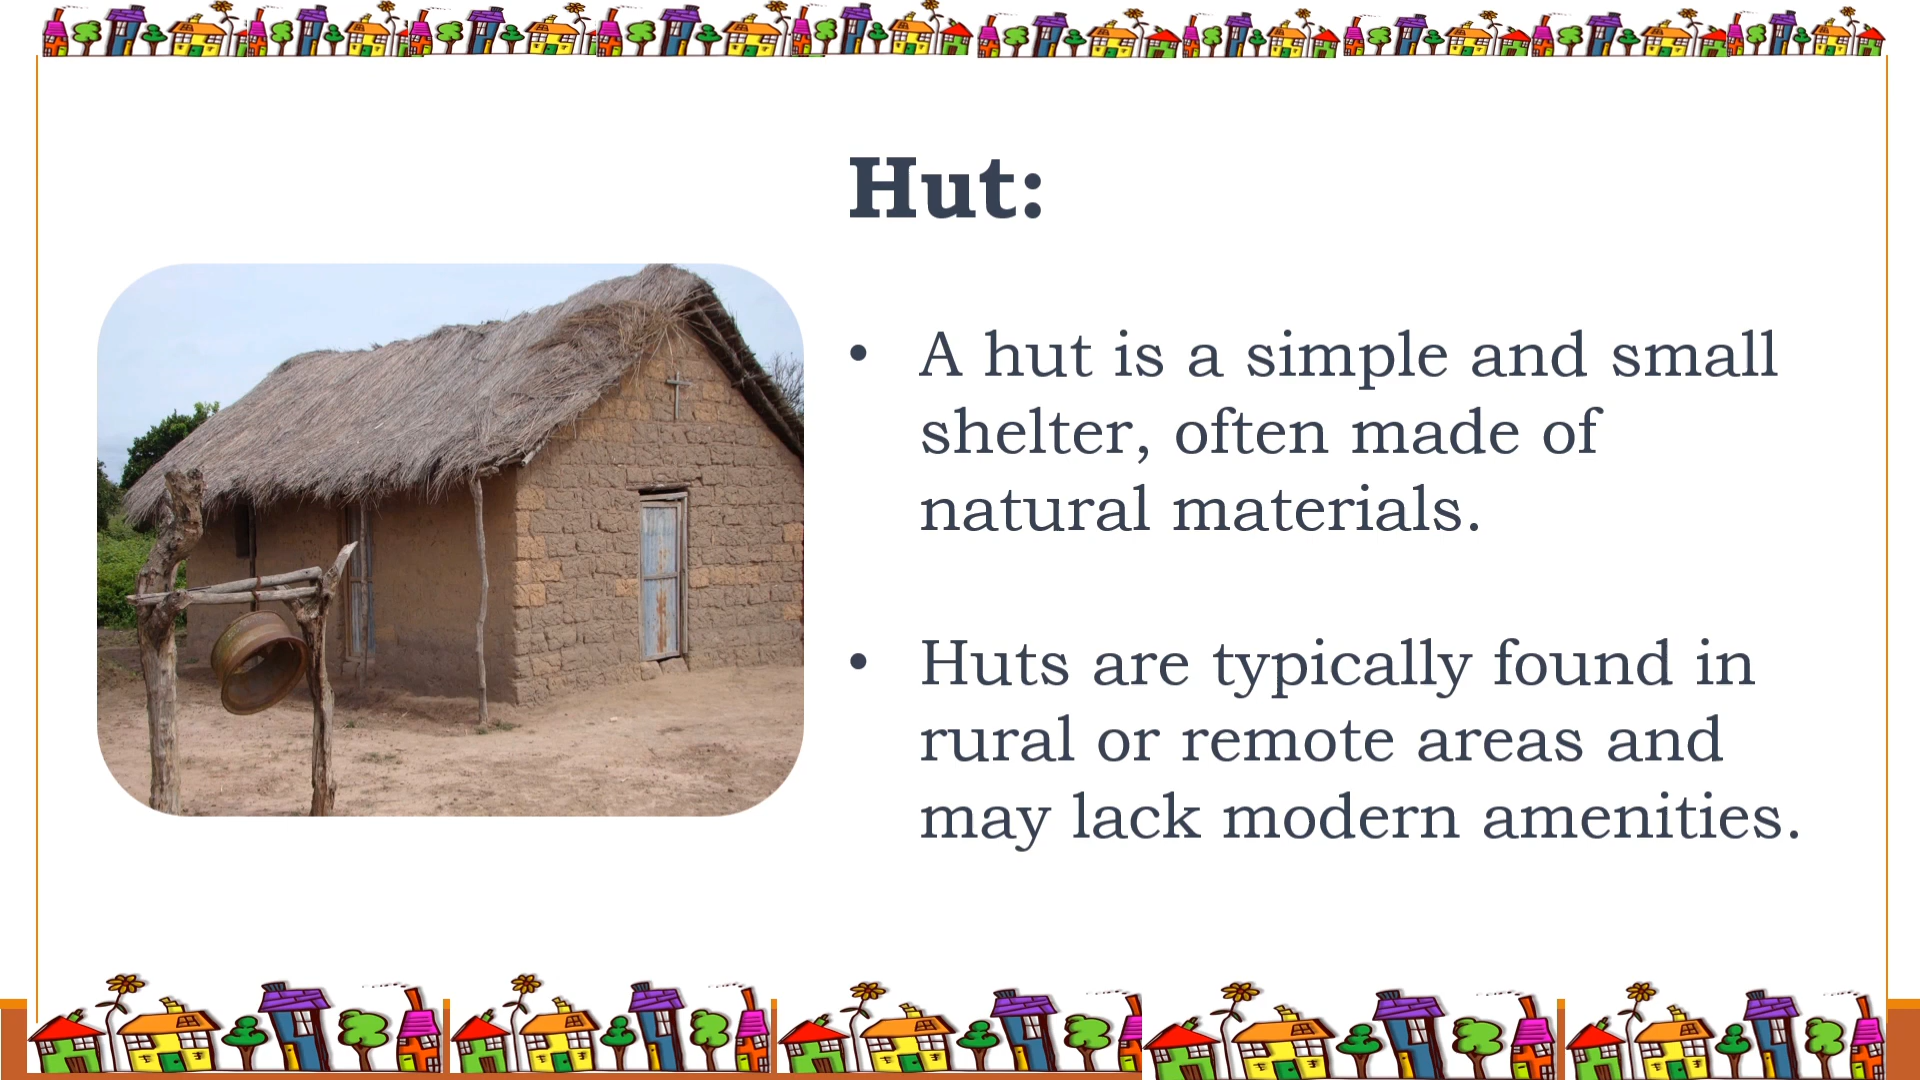 Hut:
• A hut is a simple and small
shelter, often made of
natural materials.
• Huts are typically found in
rural or remote areas and
may lack modern amenities.